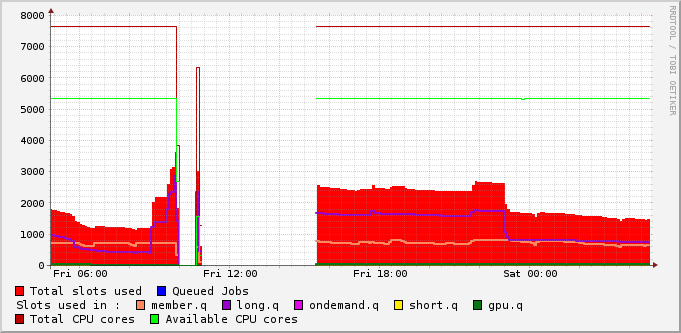 8000
7000
6000
5000
4000
3000
2000
1000
0
Fri 06:00 Fri 12:00 Fri 18:00 Sat 00:00
RRDTOOL / TOBI OETIKER
Total slots used Queued Jobs
Slots used in : member.q long.q ondemand.q short.q gpu.q
Total CPU cores Available CPU cores